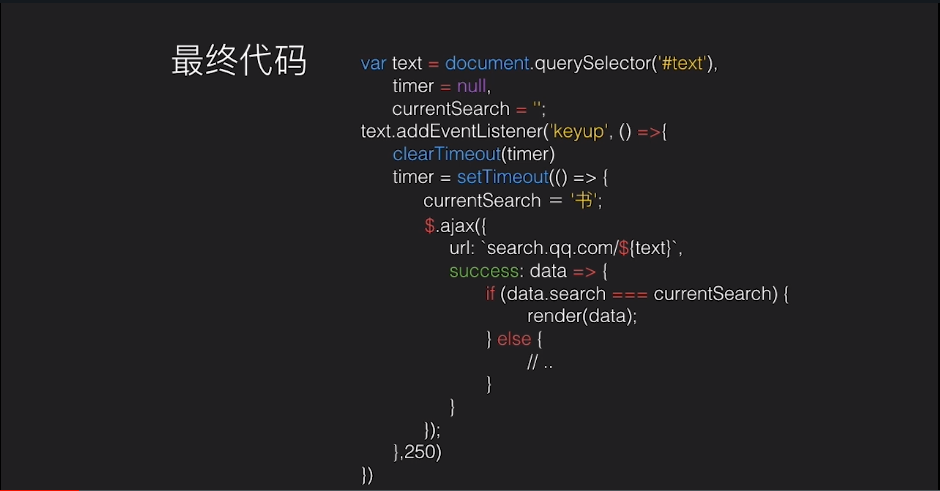 最终代码
var text = document.querySelector('#text'),
timer = null,
currentSearch = '';
text.addEventListener('keyup', () =>{
clearTimeout(timer)
timer = setTimeout(() => {
currentSearch = '书';
$.ajax({
url: `search.qq.com/${text}`,
success: data => {
if (data.search === currentSearch) {
render(data);
} else {
// ..
}
}
});
},250)
})